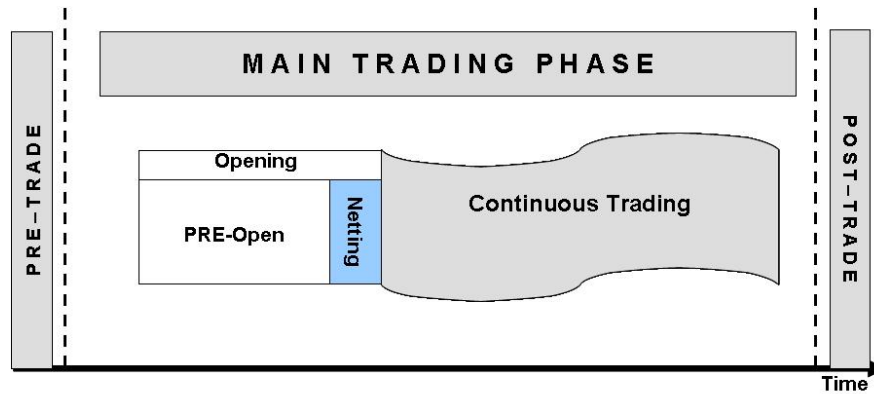 MAIN TRADING PHASE
PRE–TRADE
Opening
PRE-Open
Netting
Continuous Trading
POST–TRADE
Time